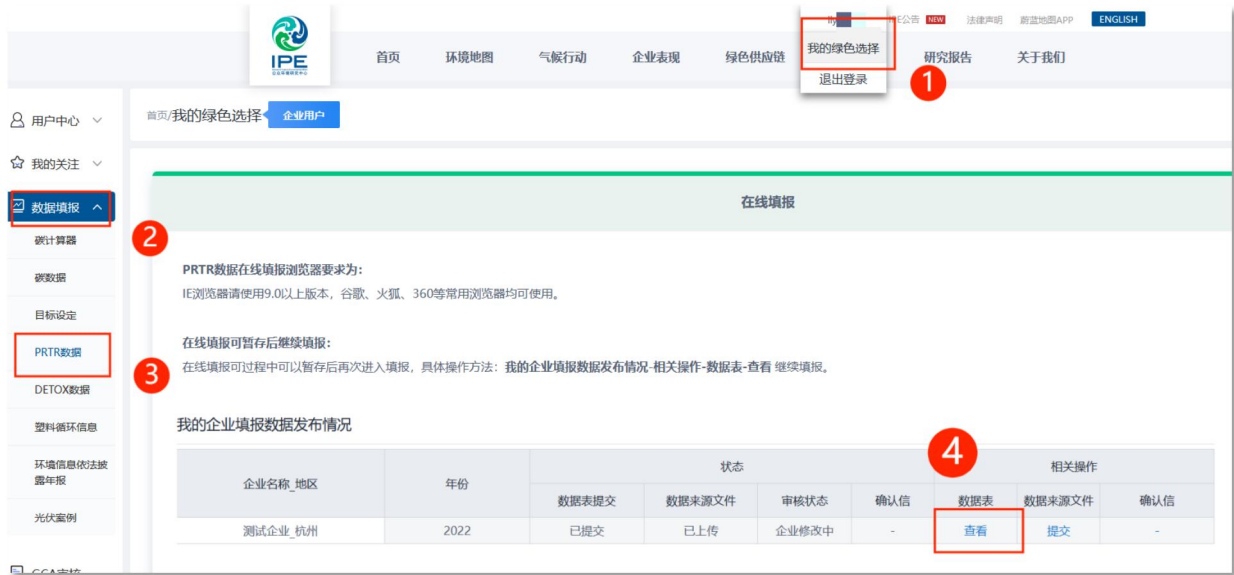 IPE公告 NEW 法律声明 蔚蓝地图APP ENGLISH
IPE
公众环境研究中心
首页 环境地图 气候行动 企业表现 绿色供应链 我的绿色选择 研究报告 关于我们
退出登录
1
用户中心
首页/我的绿色选择 企业用户
我的关注
数据填报
在线填报
2
碳计算器
碳数据
目标设定
PRTR数据
3
DETOX数据
塑料循环信息
环境信息依法披
露年报
光伏案例
PRTR数据在线填报浏览器要求为：
IE浏览器请使用9.0以上版本，谷歌、火狐、360等常用浏览器均可使用。
在线填报可暂存后继续填报：
在线填报可过程中可以暂存后再次进入填报，具体操作方法：我的企业填报数据发布情况-相关操作-数据表-查看 继续填报。
我的企业填报数据发布情况
4
企业名称_地区 年份 状态 相关操作
数据表提交 数据来源文件 审核状态 确认信 数据表 数据来源文件 确认信
测试企业_杭州 2022 已提交 已上传 企业修改中 - 查看 提交 -